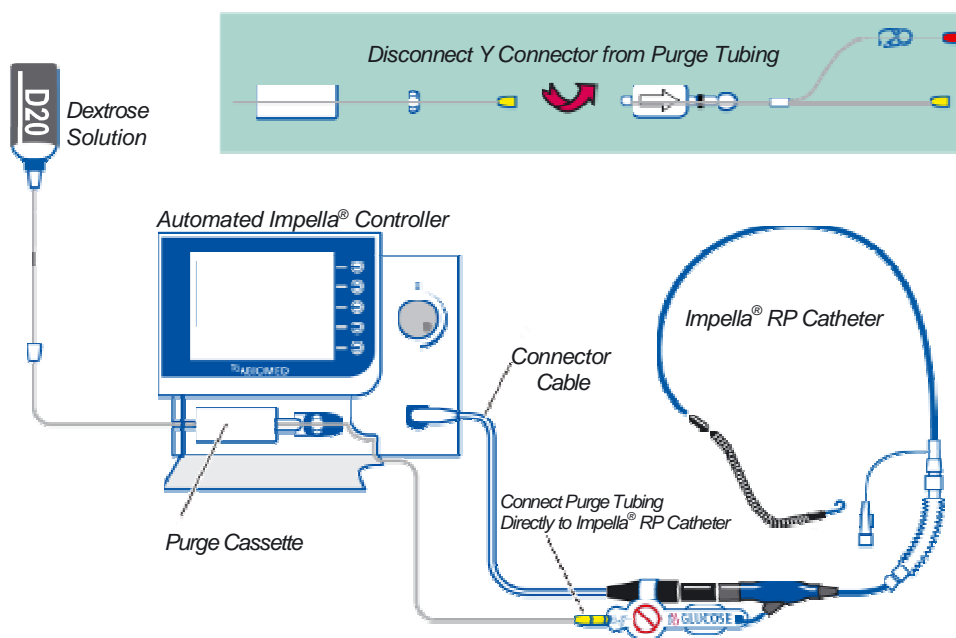 Disconnect Y Connector from Purge Tubing
D20
Dextrose
Solution
Automated Impella® Controller
Impella® RP Catheter
ABIOMED
Connector
Cable
Purge Cassette
Connect Purge Tubing
Directly to Impella® RP Catheter
GLUCOSE